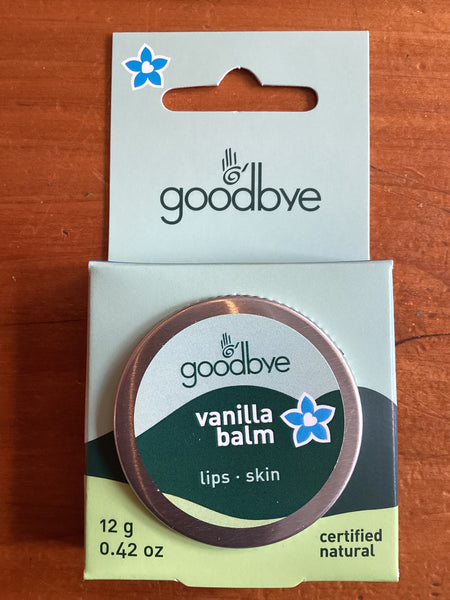 goodbye
goodbye
vanilla
balm
lips · skin
12 g
0.42 oz
certified
natural